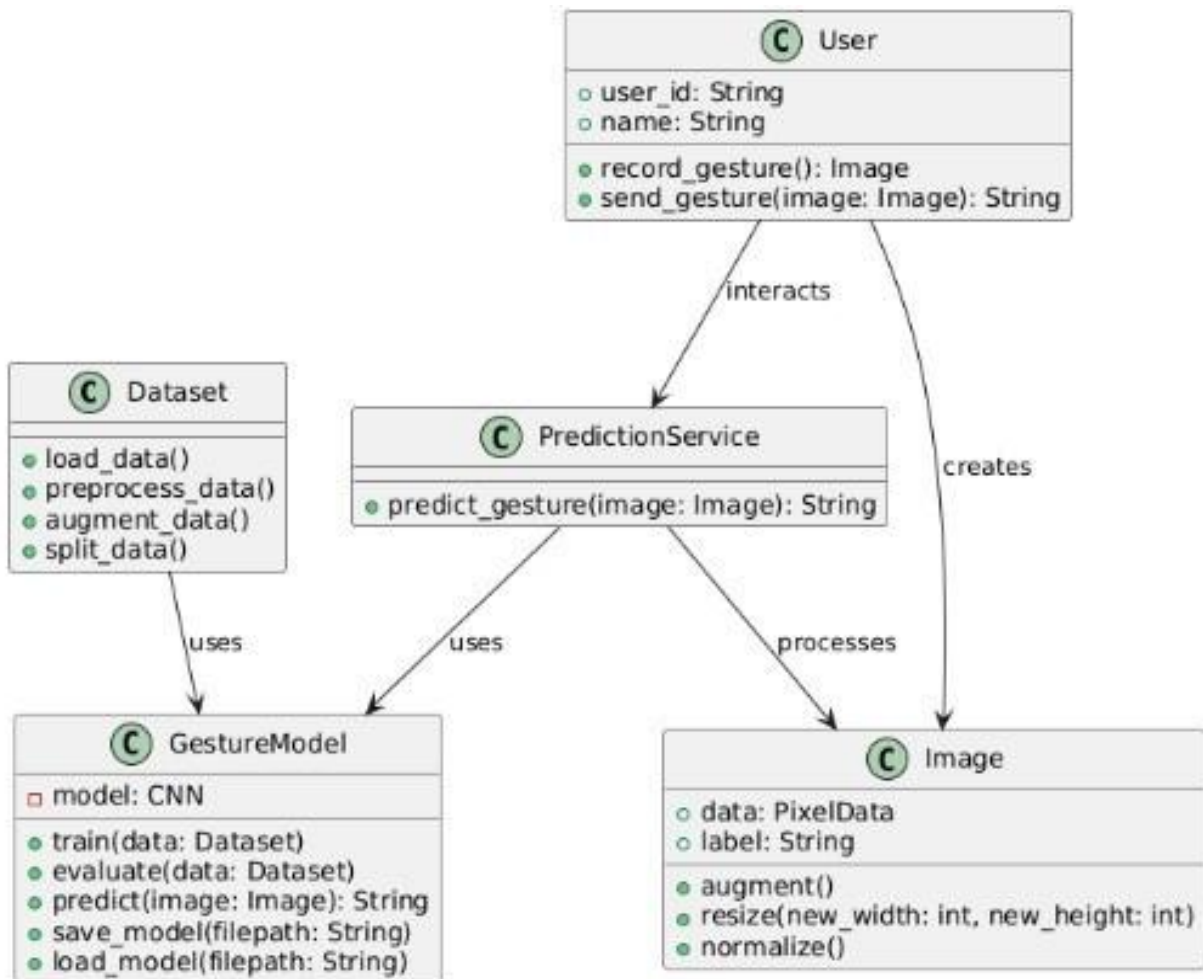 C User
user_id: String
name: String
record_gesture(): Image
send_gesture(image: Image): String
interacts
creates
C Dataset
load_data()
preprocess_data()
augment_data()
split_data()
C PredictionService
predict_gesture(image: Image): String
uses
uses
processes
C GestureModel
model: CNN
train(data: Dataset)
evaluate(data: Dataset)
predict(image: Image): String
save_model(filepath: String)
load_model(filepath: String)
C Image
data: PixelData
label: String
augment()
resize(new_width: int, new_height: int)
normalize()